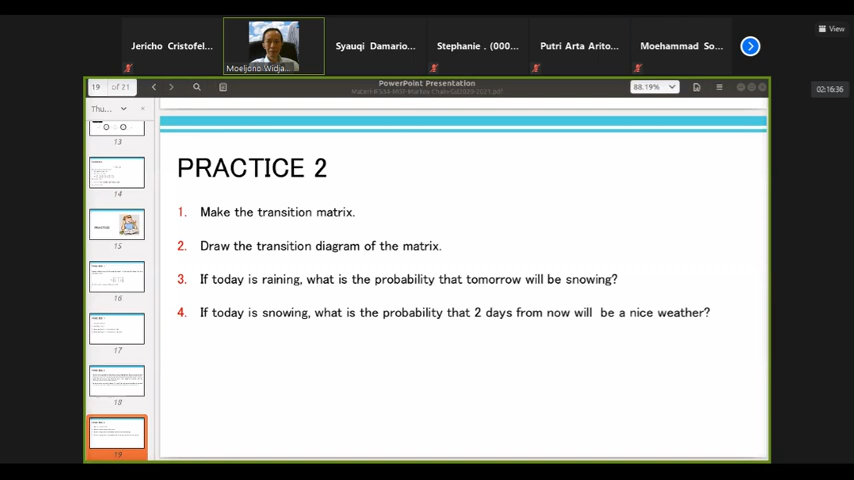 Jericho Cristofel...
Syauqi Damario...
Stephanie . (000...
Putri Arta Arito...
Moehammad So...
View
Moeljono Widja...
PowerPoint Presentation
19 of 21
88.19%
02:16:36
Thu...
13
14
15
16
17
18
19
PRACTICE 2
1. Make the transition matrix.
2. Draw the transition diagram of the matrix.
3. If today is raining, what is the probability that tomorrow will be snowing?
4. If today is snowing, what is the probability that 2 days from now will be a nice weather?